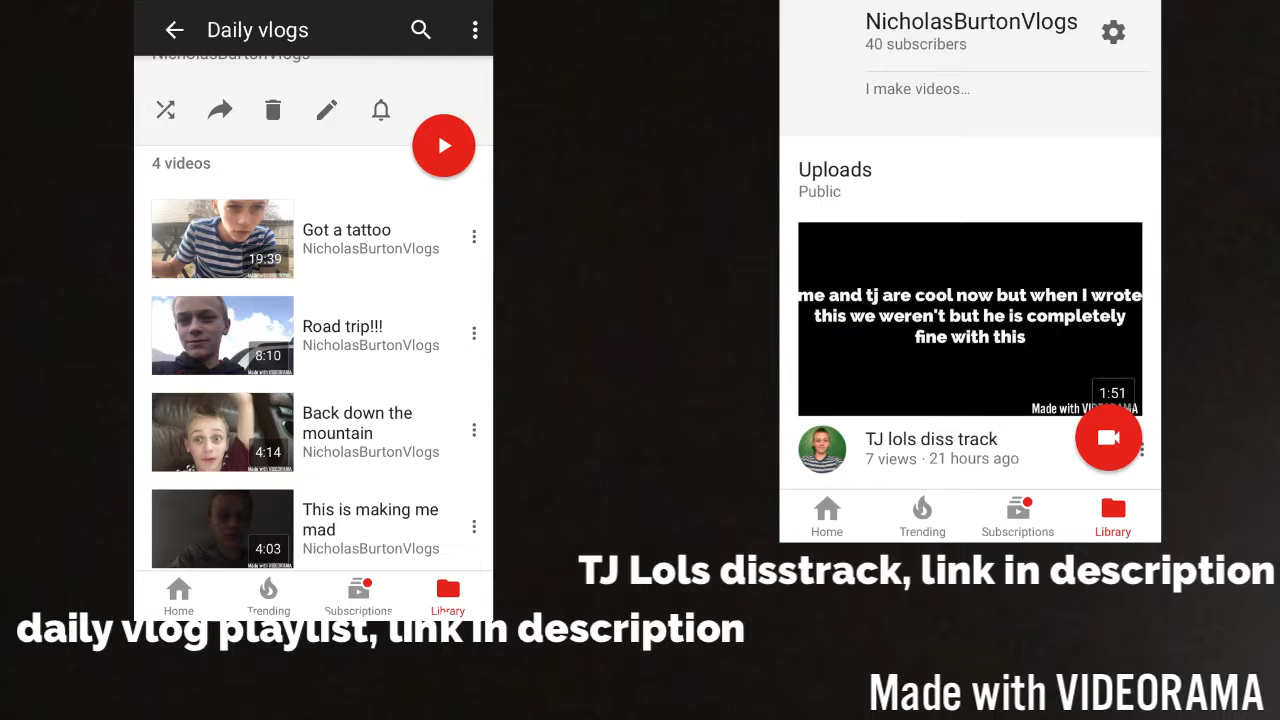 Daily vlogs
NicholasBurtonVlogs
4 videos
19:39
Made with VIDEORAMA
Got a tattoo
NicholasBurtonVlogs
8:10
Made with VIDEORAMA
Road trip!!!
NicholasBurtonVlogs
4:14
Made with VIDEORAMA
Back down the
mountain
NicholasBurtonVlogs
4:03
This is making me
mad
NicholasBurtonVlogs
Home
Trending
Subscriptions
Library
daily vlog playlist, link in description
NicholasBurtonVlogs
40 subscribers
I make videos...
Uploads
Public
me and tj are cool now but when I wrote
this we weren't but he is completely
fine with this
1:51
Made with VIDEORAMA
TJ lols diss track
7 views · 21 hours ago
Home
Trending
Subscriptions
Library
TJ Lols disstrack, link in description
Made with VIDEORAMA